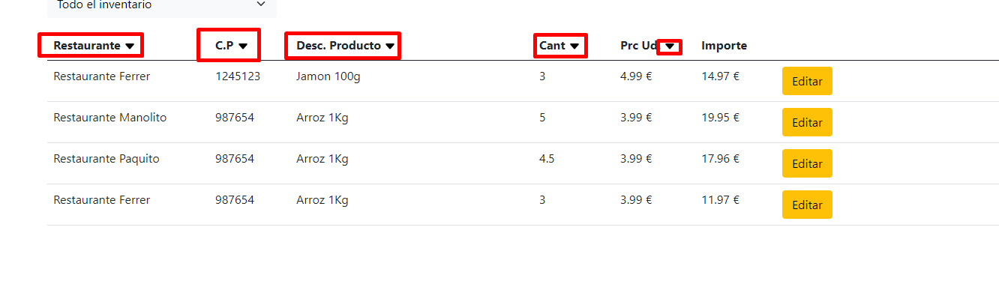 Todo el inventario
Restaurante C.P Desc. Producto Cant Prc Ud Importe
Restaurante Ferrer 1245123 Jamon 100g 3 4.99 € 14.97 € Editar
Restaurante Manolito 987654 Arroz 1Kg 5 3.99 € 19.95 € Editar
Restaurante Paquito 987654 Arroz 1Kg 4.5 3.99 € 17.96 € Editar
Restaurante Ferrer 987654 Arroz 1Kg 3 3.99 € 11.97 € Editar